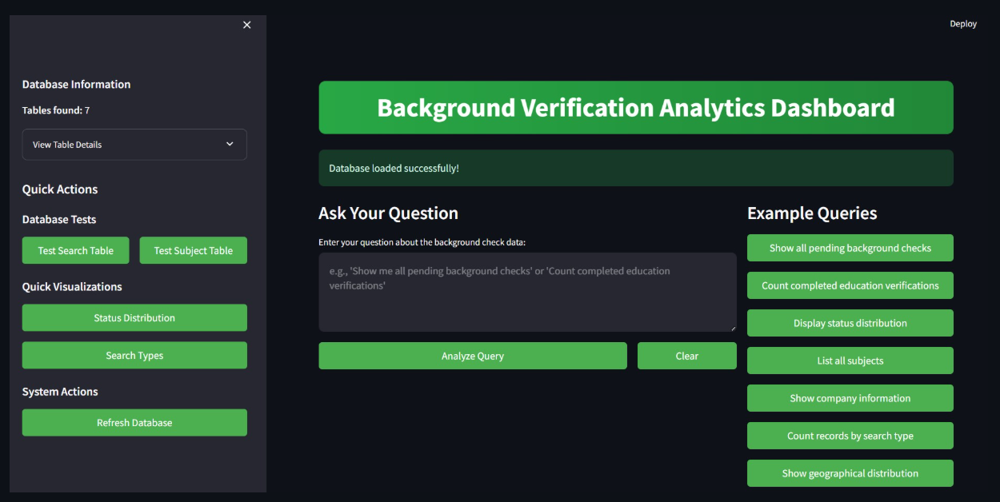 Deploy
Database Information
Tables found: 7
View Table Details
Quick Actions
Database Tests
Test Search Table
Test Subject Table
Quick Visualizations
Status Distribution
Search Types
System Actions
Refresh Database
Background Verification Analytics Dashboard
Database loaded successfully!
Ask Your Question
Enter your question about the background check data:
e.g., 'Show me all pending background checks' or 'Count completed education
verifications'
Analyze Query
Clear
Example Queries
Show all pending background checks
Count completed education verifications
Display status distribution
List all subjects
Show company information
Count records by search type
Show geographical distribution